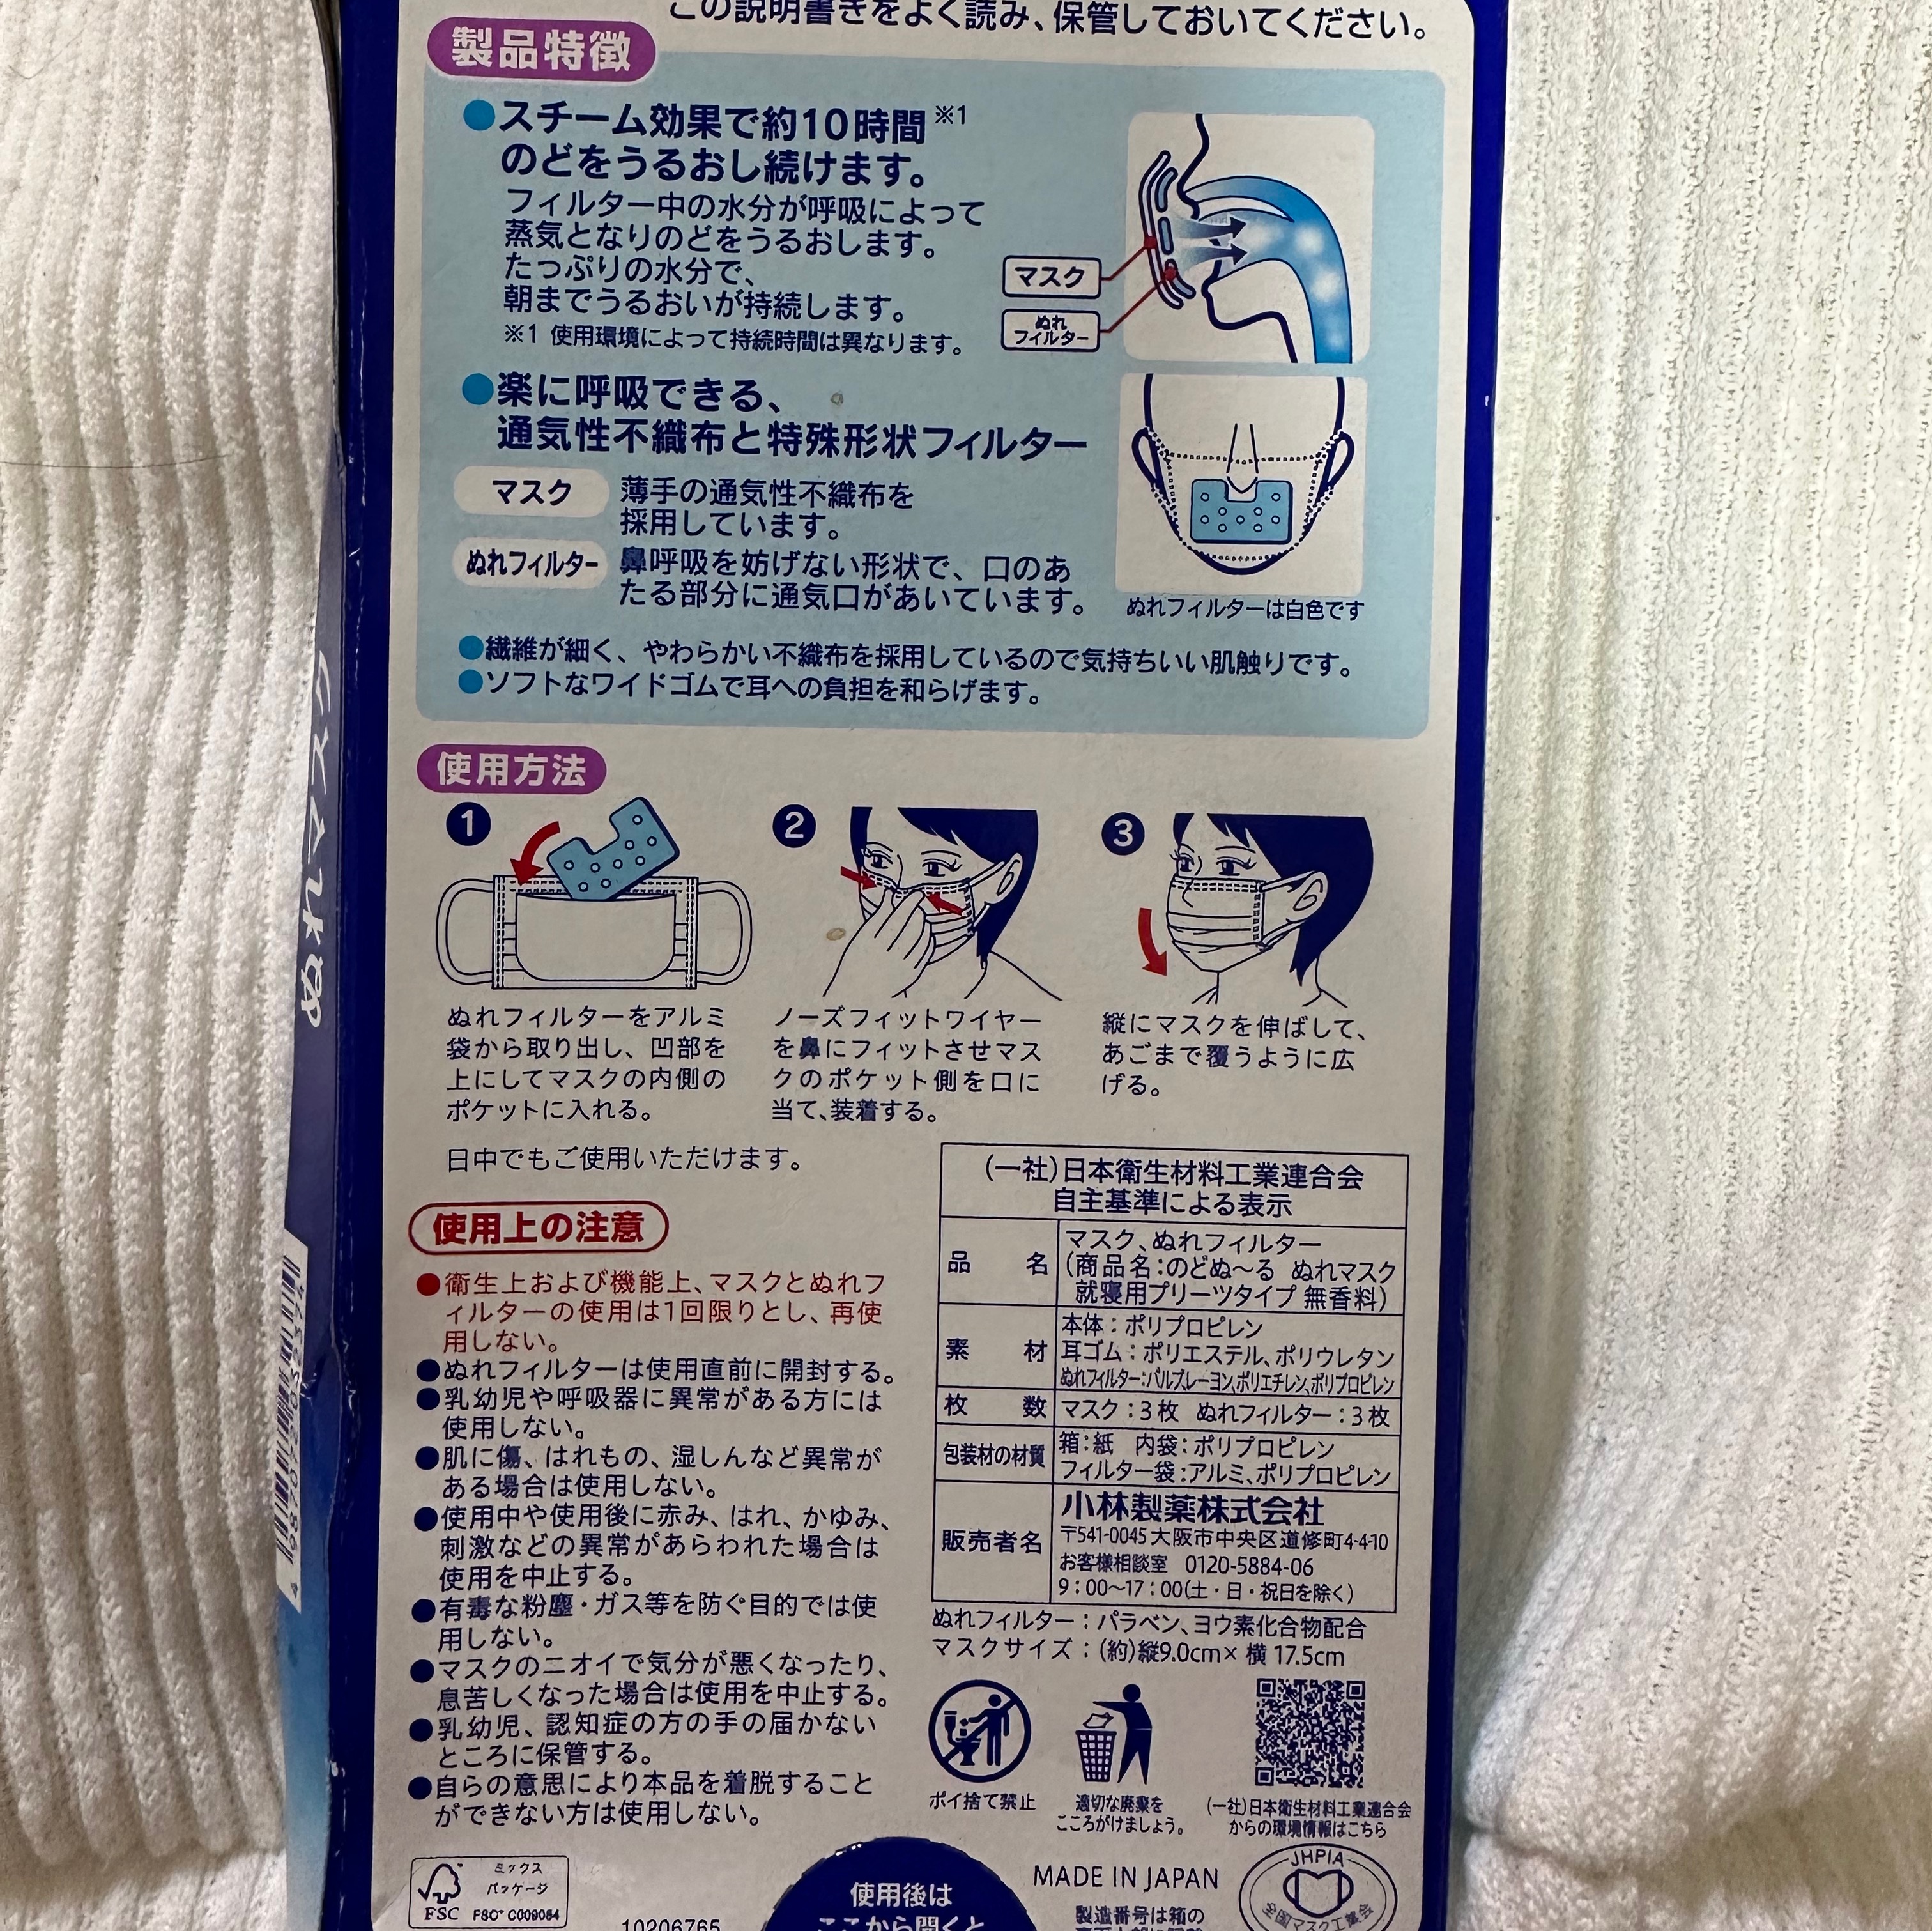 この説明書きをよく読み、保管しておいてください。
製品特徴
●スチーム効果で約10時間※1
のどをうるおし続けます。
フィルター中の水分が呼吸によって
蒸気となりのどをうるおします。
たっぷりの水分で、
朝までうるおいが持続します。
※1 使用環境によって持続時間は異なります。
マスク
ぬれ
フィルター
●楽に呼吸できる、
通気性不織布と特殊形状フィルター
マスク 薄手の通気性不織布を
採用しています。
ぬれフィルター 鼻呼吸を妨げない形状で、口のあ
たる部分に通気口があいています。
ぬれフィルターは白色です
●繊維が細く、やわらかい不織布を採用しているので気持ちいい肌触りです。
●ソフトなワイドゴムで耳への負担を和らげます。
使用方法
1
ぬれフィルターをアルミ
袋から取り出し、凹部を
上にしてマスクの内側の
ポケットに入れる。
2
ノーズフィットワイヤー
を鼻にフィットさせマス
クのポケット側を口に
当て、装着する。
3
縦にマスクを伸ばして、
あごまで覆うように広
げる。
日中でもご使用いただけます。
使用上の注意
●衛生上および機能上、マスクとぬれフ
ィルターの使用は1回限りとし、再使
用しない。
●ぬれフィルターは使用直前に開封する。
●乳幼児や呼吸器に異常がある方には
使用しない。
●肌に傷、はれもの、湿しんなど異常が
ある場合は使用しない。
●使用中や使用後に赤み、はれ、かゆみ、
刺激などの異常があらわれた場合は
使用を中止する。
●有毒な粉塵・ガス等を防ぐ目的では使
用しない。
●マスクのニオイで気分が悪くなったり、
息苦しくなった場合は使用を中止する。
●乳幼児、認知症の方の手の届かない
ところに保管する。
●自らの意思により本品を着脱すること
ができない方は使用しない。
(一社)日本衛生材料工業連合会
自主基準による表示
品名 マスク、ぬれフィルター
(商品名:のどぬ〜る ぬれマスク
就寝用プリーツタイプ 無香料)
素材 本体:ポリプロピレン
耳ゴム:ポリエステル、ポリウレタン
ぬれフィルター:パルプ、レーヨン、ポリエチレン、ポリプロピレン
枚数 マスク:3枚 ぬれフィルター:3枚
包装材の材質 箱:紙 内袋:ポリプロピレン
フィルター袋:アルミ、ポリプロピレン
販売者名 小林製薬株式会社
〒541-0045 大阪市中央区道修町4-4-10
お客様相談室 0120-5884-06
9:00〜17:00(土・日・祝日を除く)
ぬれフィルター:パラベン、ヨウ素化合物配合
マスクサイズ:(約)縦9.0cm×横17.5cm
ポイ捨て禁止
適切な廃棄を
こころがけましょう。
(一社)日本衛生材料工業連合会
からの環境情報はこちら
FSC
ミックス
パッケージ
FSC® C009084
10206765
使用後は
ここから開くと
MADE IN JAPAN
製造番号は箱の
JHPIA
全国マスク工業会
ぬれマスク